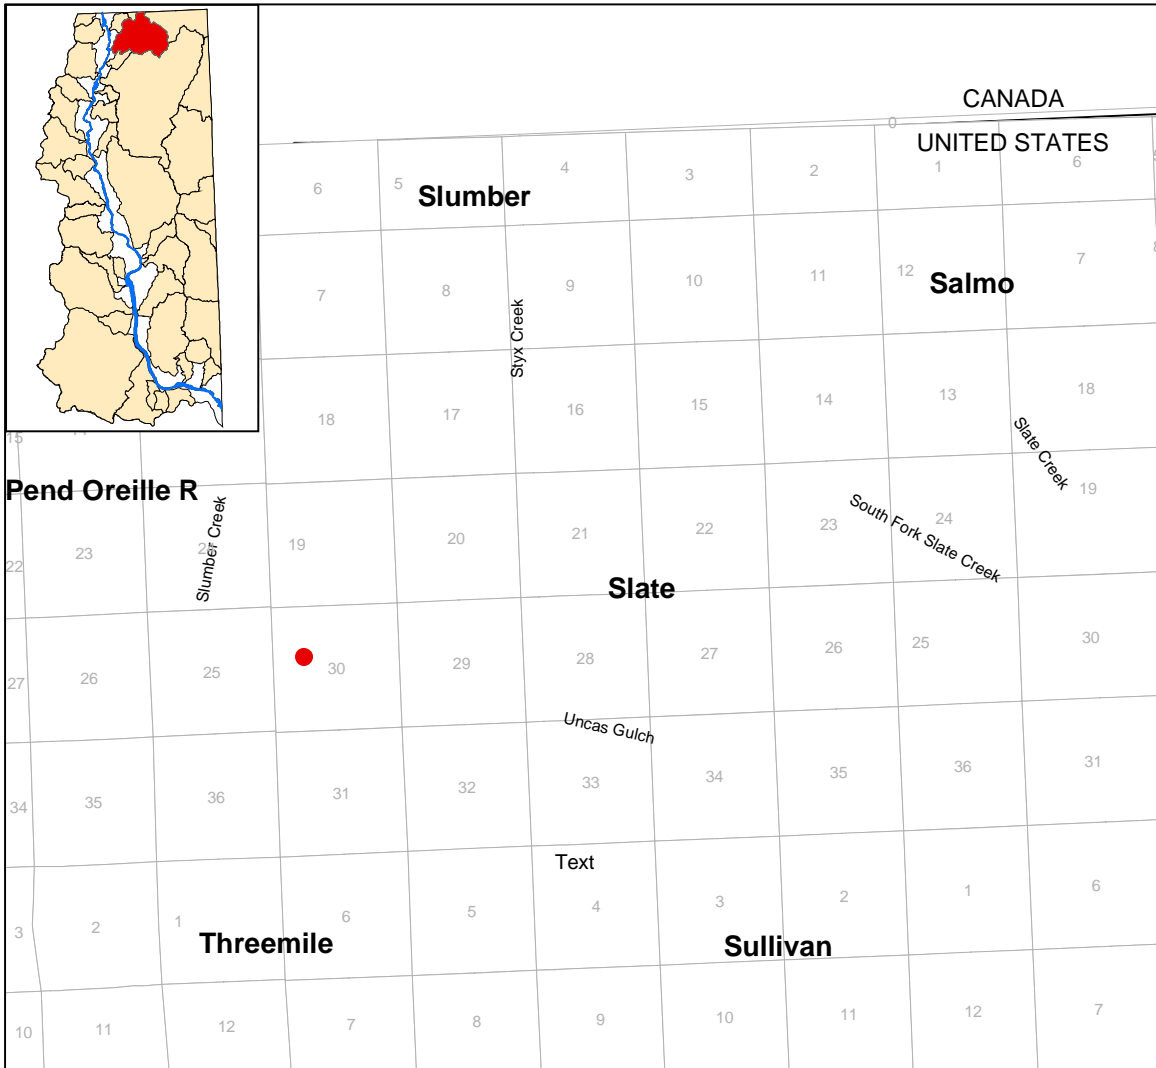 CANADA
0
UNITED STATES
6 5 4 3 2 1 6
Slumber
7 8 9 10 11 12 7 8
Salmo
Styx Creek
18 17 16 15 14 13 18
Slate Creek
15
Pend Oreille R
22 23 24 19 20 21 22 23 24 19
Slumber Creek
South Fork Slate Creek
Slate
27 26 25 30 29 28 27 26 25 30
Uncas Gulch
34 35 36 31 32 33 34 35 36 31
Text
3 2 1 6 5 4 3 2 1 6
Threemile
Sullivan
10 11 12 7 8 9 10 11 12 7